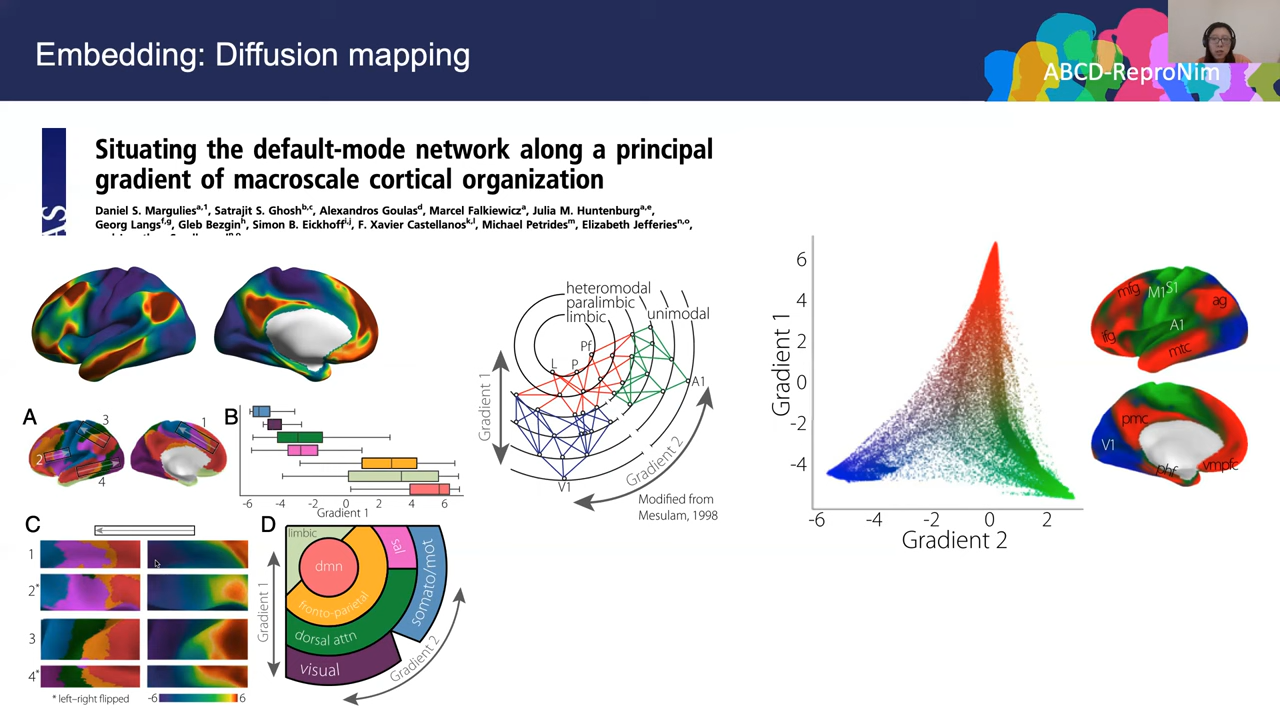 Embedding: Diffusion mapping
ABCD-ReproNim
AS
Situating the default-mode network along a principal
gradient of macroscale cortical organization
Daniel S. Margulies^a,1, Satrajit S. Ghosh^b,c, Alexandros Goulas^d, Marcel Falkiewicz^a, Julia M. Huntenburg^a,e,
Georg Langs^f,g, Gleb Bezgin^h, Simon B. Eickhoff^i,j, F. Xavier Castellanos^k,l, Michael Petrides^m, Elizabeth Jefferies^n,o,
A
3
1
2
4
B
-6 -4 -2 0 2 4 6
Gradient 1
C
1
2*
3
4*
* left–right flipped
-6
6
D
limbic
dmn
sal
somato/mot
fronto-parietal
dorsal attn
visual
Gradient 1
Gradient 2
heteromodal
paralimbic
limbic
unimodal
Pf
L
P
A1
V1
Gradient 1
Gradient 2
Modified from
Mesulam, 1998
6
4
2
0
-2
-4
Gradient 1
-6 -4 -2 0 2
Gradient 2
mfg
M1
S1
ag
A1
ifg
mtc
pmc
V1
phf
vmpfc